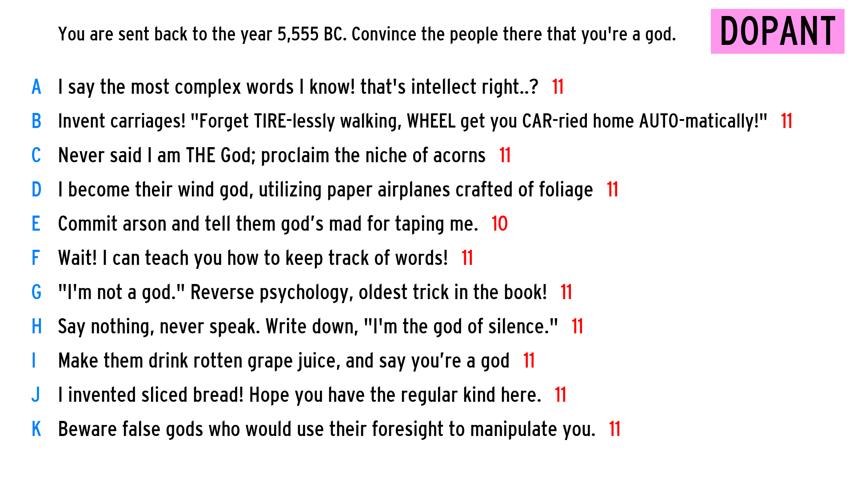 You are sent back to the year 5,555 BC. Convince the people there that you're a god.
DOPANT
A I say the most complex words I know! that's intellect right..? 11
B Invent carriages! "Forget TIRE-lessly walking, WHEEL get you CAR-ried home AUTO-matically!" 11
C Never said I am THE God; proclaim the niche of acorns 11
D I become their wind god, utilizing paper airplanes crafted of foliage 11
E Commit arson and tell them god’s mad for taping me. 10
F Wait! I can teach you how to keep track of words! 11
G "I'm not a god." Reverse psychology, oldest trick in the book! 11
H Say nothing, never speak. Write down, "I'm the god of silence." 11
I Make them drink rotten grape juice, and say you’re a god 11
J I invented sliced bread! Hope you have the regular kind here. 11
K Beware false gods who would use their foresight to manipulate you. 11